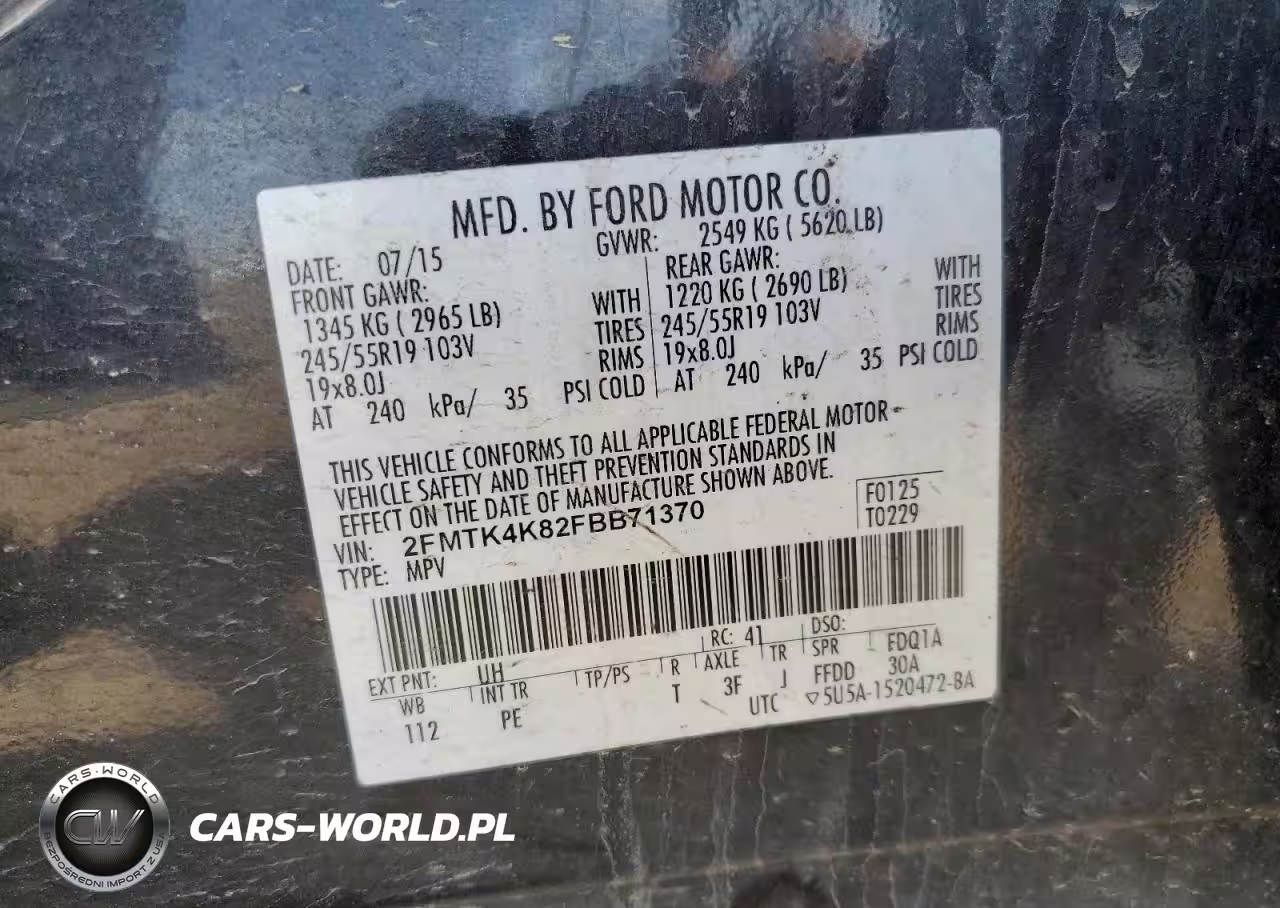 MFD. BY FORD MOTOR CO.
DATE: 07/15
GVWR: 2549 KG ( 5620 LB)
FRONT GAWR:
1345 KG ( 2965 LB) WITH
245/55R19 103V TIRES
19x8.0J RIMS
AT 240 kPa/ 35 PSI COLD
REAR GAWR:
1220 KG ( 2690 LB) WITH
245/55R19 103V TIRES
19x8.0J RIMS
AT 240 kPa/ 35 PSI COLD
THIS VEHICLE CONFORMS TO ALL APPLICABLE FEDERAL MOTOR
VEHICLE SAFETY AND THEFT PREVENTION STANDARDS IN
EFFECT ON THE DATE OF MANUFACTURE SHOWN ABOVE.
VIN: 2FMTK4K82FBB71370
TYPE: MPV
F0125
T0229
EXT PNT: UH RC: 41 DSO: FDQ1A
WB INT TR TP/PS R AXLE TR SPR 30A
112 PE T 3F J FFDD
UTC ▽5U5A-1520472-BA
CARS-WORLD
CW
BEZPOŚREDNI IMPORT Z USA
CARS-WORLD.PL